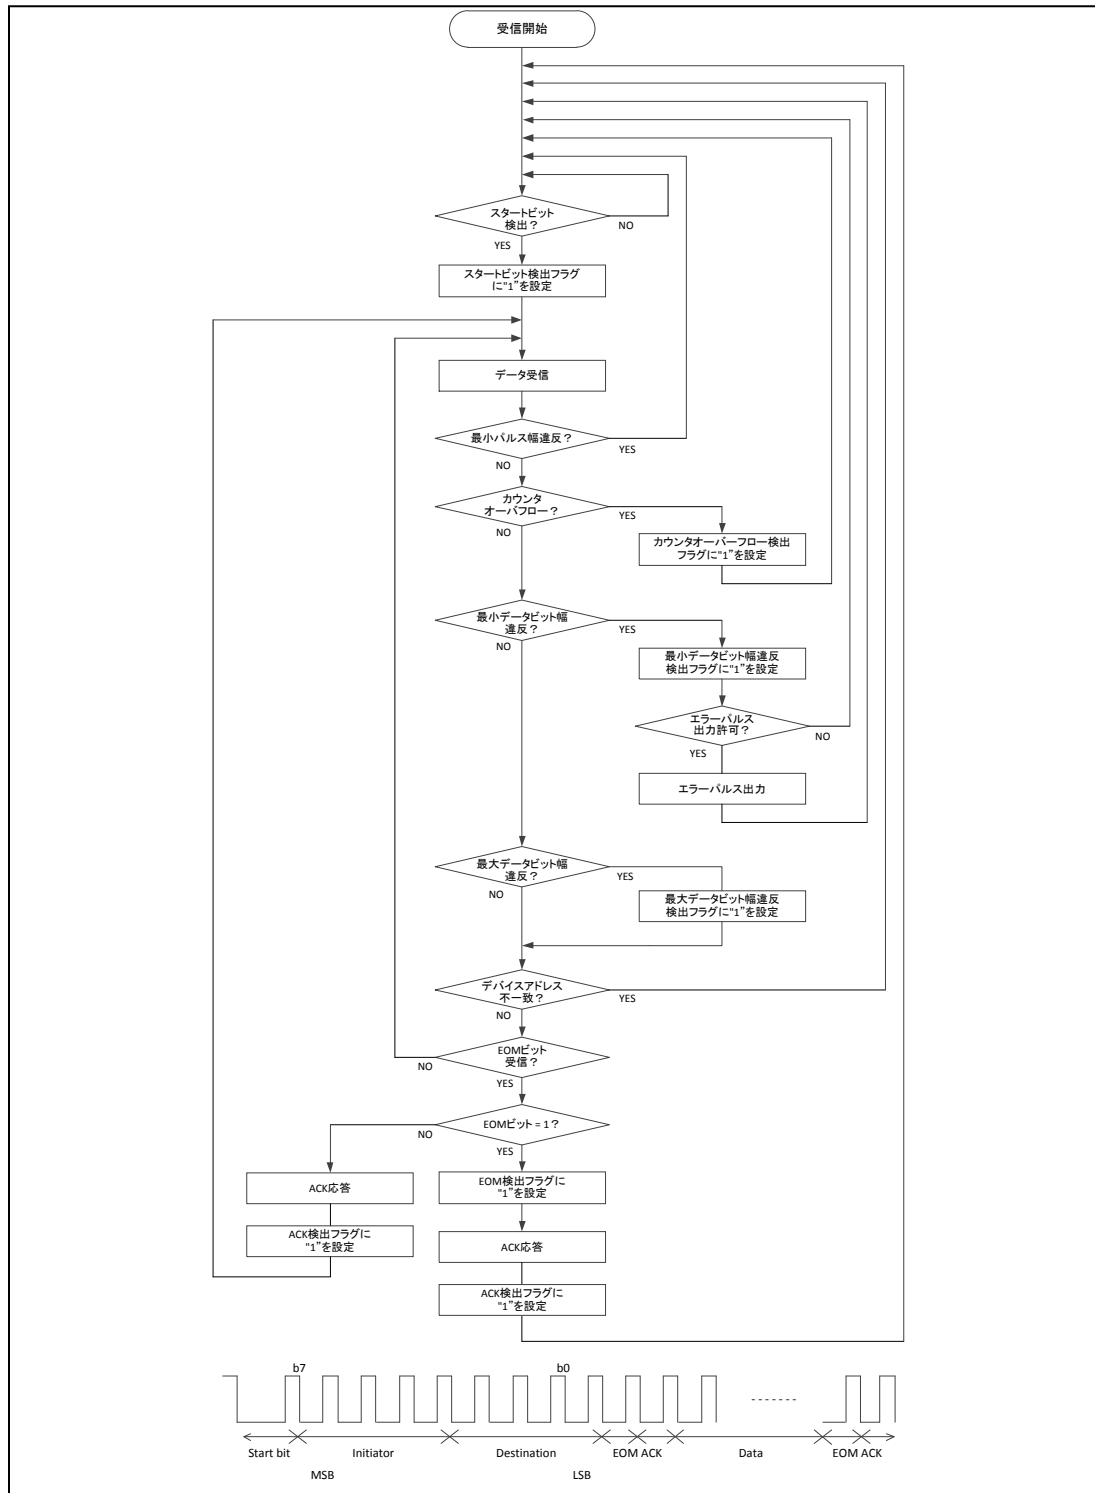 受信開始
スタートビット
検出？
NO
YES
スタートビット検出フラグ
に"1"を設定
データ受信
最小パルス幅違反？
YES
NO
カウンタ
オーバフロー？
YES
NO
カウンタオーバーフロー検出
フラグに"1"を設定
最小データビット幅
違反？
YES
NO
最小データビット幅違反
検出フラグに"1"を設定
エラーパルス
出力許可？
NO
YES
エラーパルス出力
最大データビット幅
違反？
YES
NO
最大データビット幅違反
検出フラグに"1"を設定
デバイスアドレス
不一致？
YES
NO
EOMビット
受信？
NO
YES
EOMビット = 1？
NO
YES
ACK応答
EOM検出フラグに
"1"を設定
ACK検出フラグに
"1"を設定
ACK応答
ACK検出フラグに
"1"を設定
b7 b0
Start bit Initiator Destination EOM ACK Data EOM ACK
MSB LSB